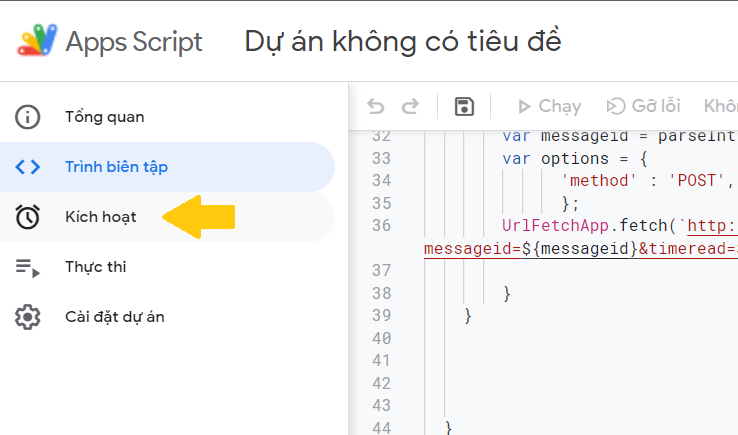 Apps Script Dự án không có tiêu đề
Tổng quan
Trình biên tập
Kích hoạt
Thực thi
Cài đặt dự án
Chạy Gỡ lỗi Khôn
32 var messageid = parseInt
33 var options = {
34 'method' : 'POST',
35 };
36 UrlFetchApp.fetch(`http:
messageid=${messageid}&timeread=
37
38 }
39 }
40
41
42
43
44 }